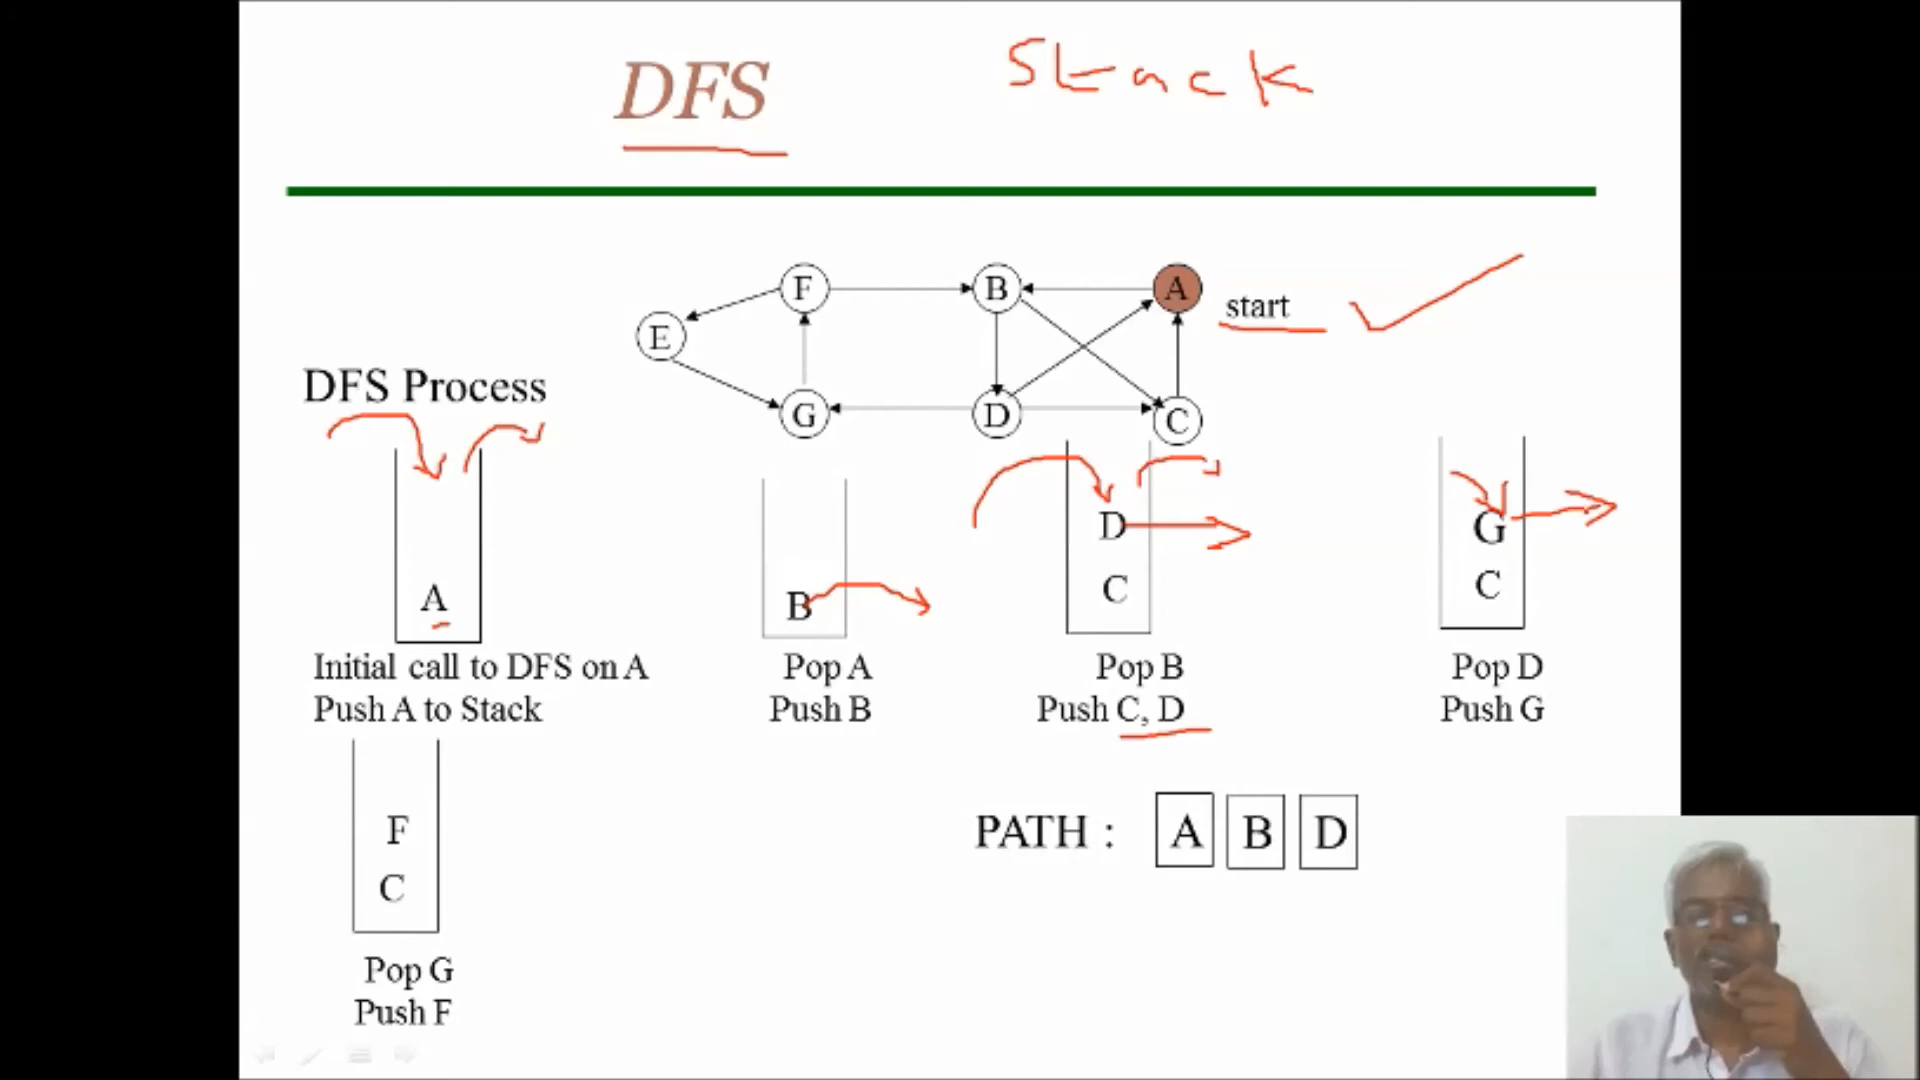 DFS
Stack
F
B
A
start
E
G
D
C
DFS Process
A
Initial call to DFS on A
Push A to Stack
B
Pop A
Push B
D
C
Pop B
Push C, D
G
C
Pop D
Push G
F
C
Pop G
Push F
PATH : A B D